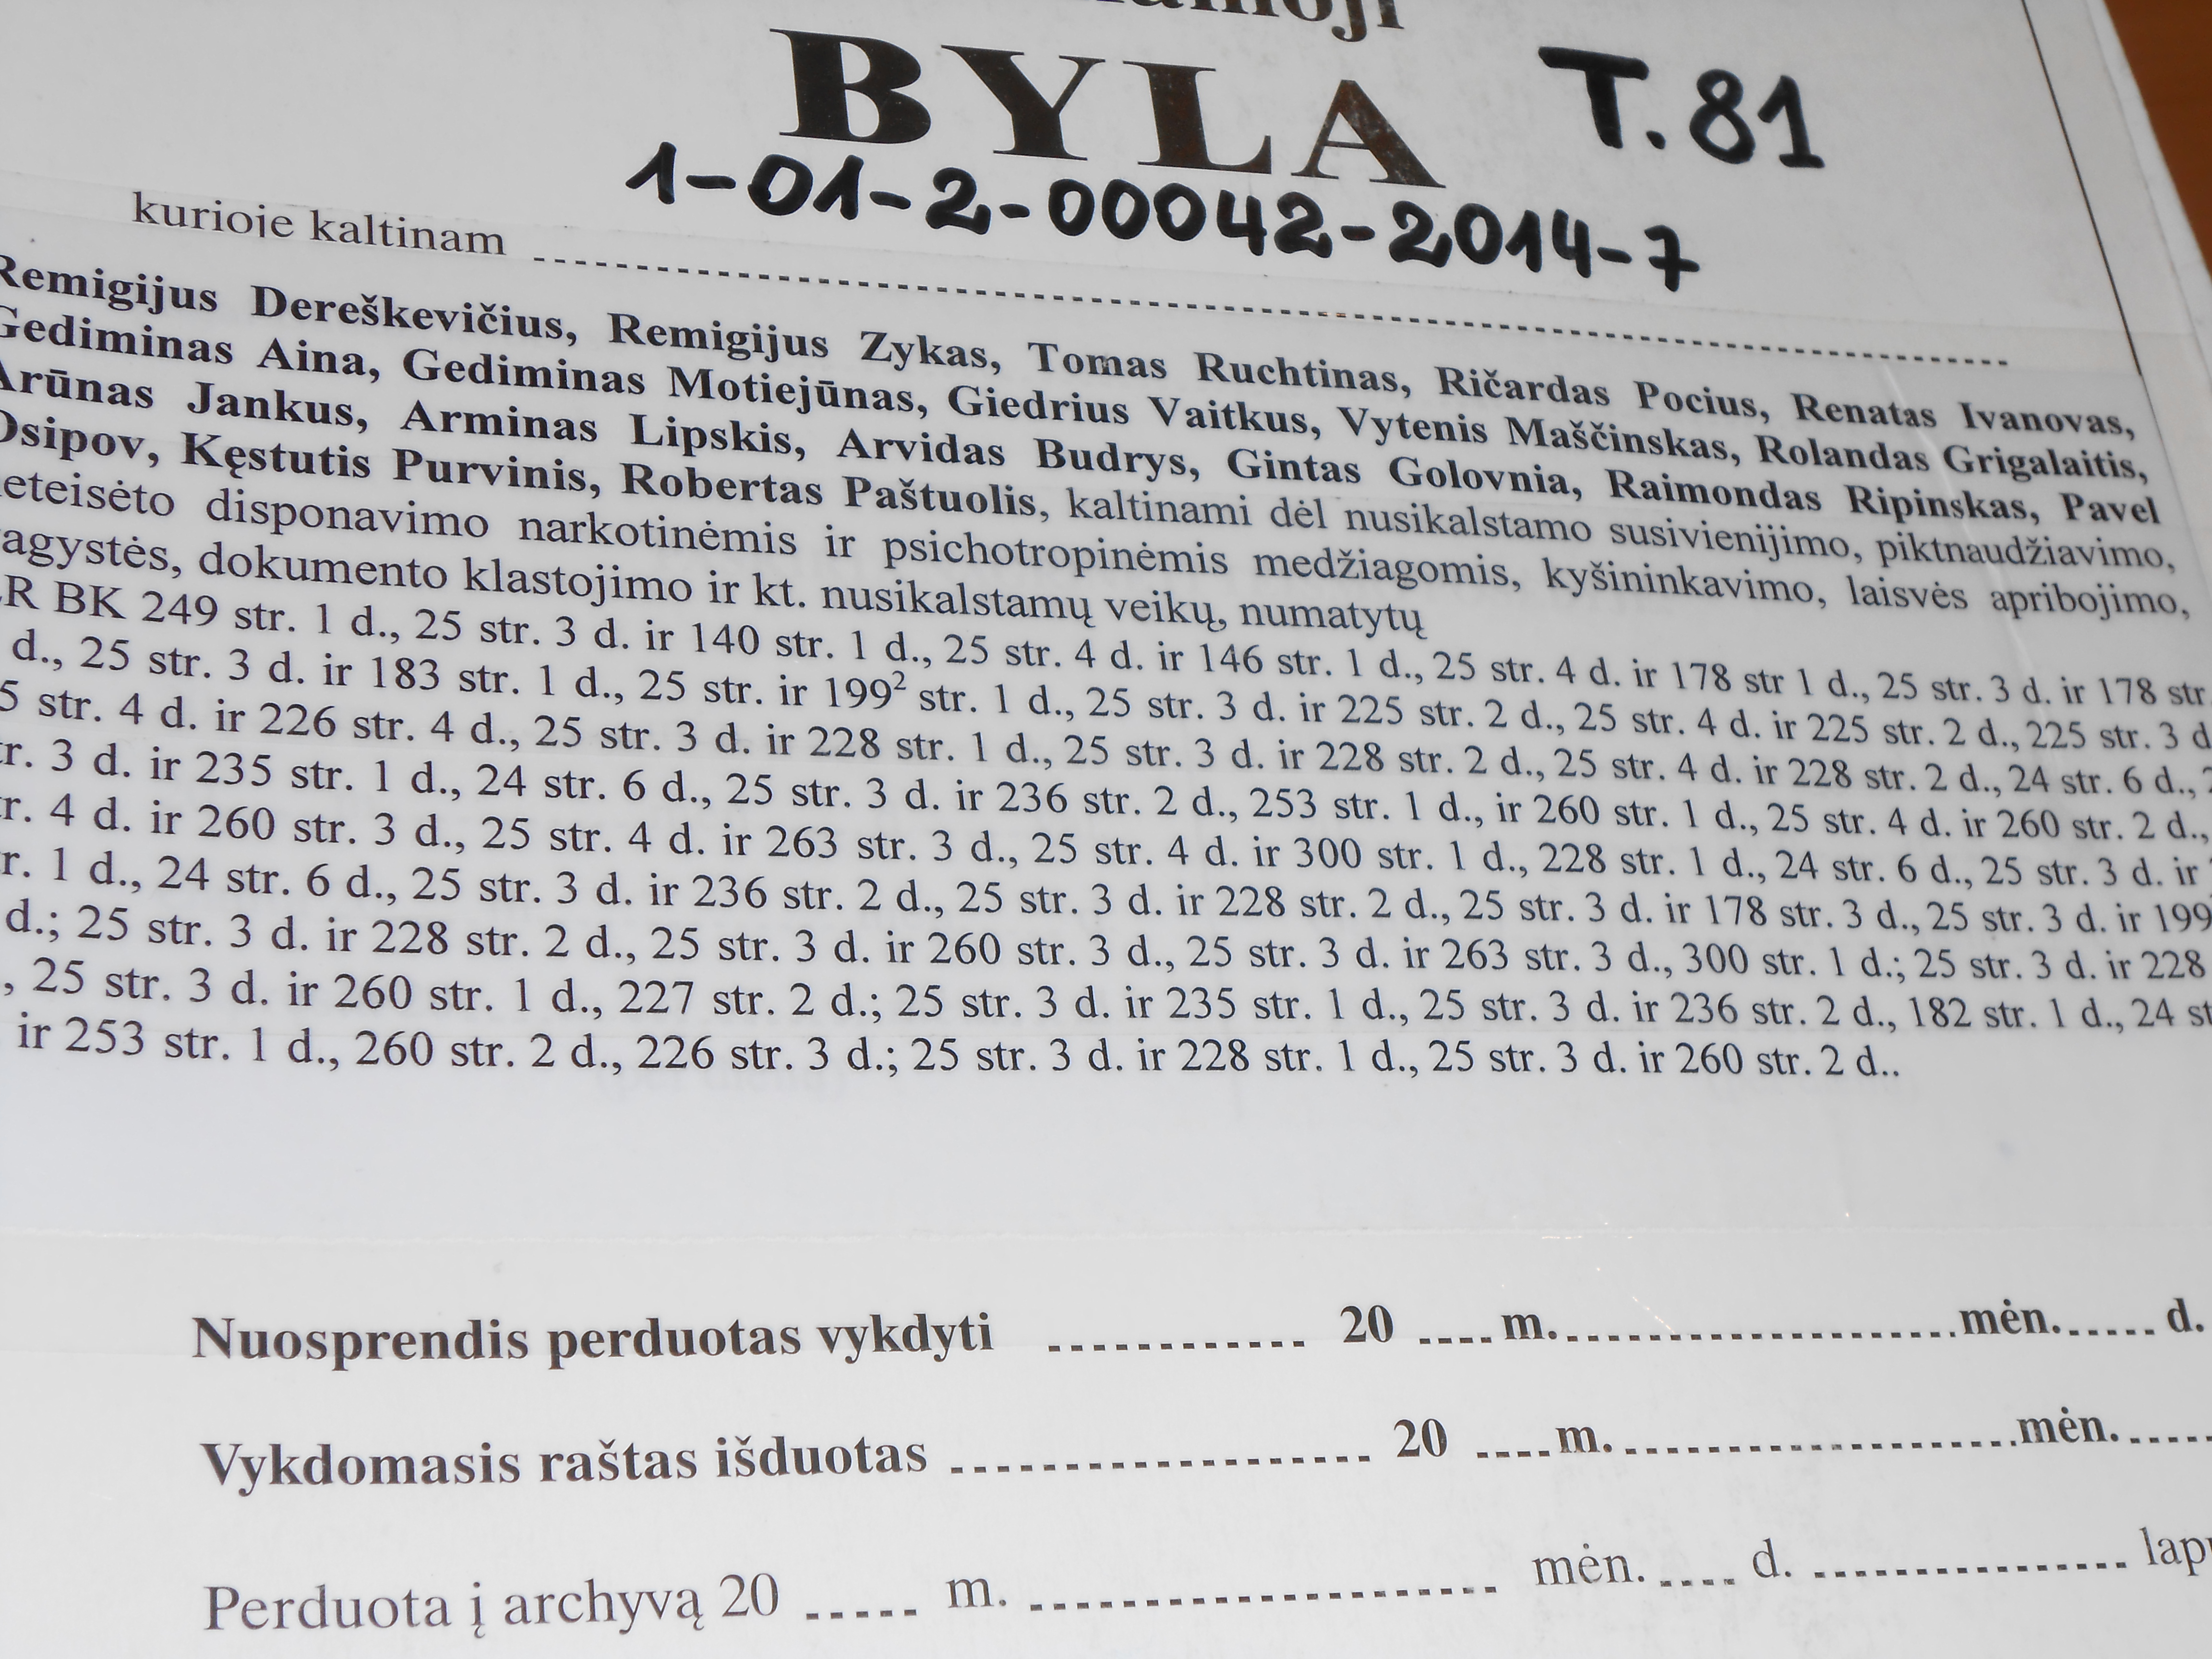 BYLA T.81
1-01-2-00042-2014-7
kurioje kaltinam
Remigijus Dereškevičius, Remigijus Zykas, Tomas Ruchtinas, Ričardas Pocius, Renatas Ivanovas,
Gediminas Aina, Gediminas Motiejūnas, Giedrius Vaitkus, Vytenis Maščinskas, Rolandas Grigalaitis,
Arūnas Jankus, Arminas Lipskis, Arvidas Budrys, Gintas Golovnia, Raimondas Ripinskas, Pavel
Osipov, Kęstutis Purvinis, Robertas Paštuolis, kaltinami dėl nusikalstamo susivienijimo, piktnaudžiavimo,
eteisėto disponavimo narkotinėmis ir psichotropinėmis medžiagomis, kyšininkavimo, laisvės apribojimo,
agystės, dokumento klastojimo ir kt. nusikalstamų veikų, numatytų
R BK 249 str. 1 d., 25 str. 3 d. ir 140 str. 1 d., 25 str. 4 d. ir 146 str. 1 d., 25 str. 4 d. ir 178 str 1 d., 25 str. 3 d. ir 178 str
d., 25 str. 3 d. ir 183 str. 1 d., 25 str. ir 199² str. 1 d., 25 str. 3 d. ir 225 str. 2 d., 25 str. 4 d. ir 225 str. 2 d., 225 str. 3 d
5 str. 4 d. ir 226 str. 4 d., 25 str. 3 d. ir 228 str. 1 d., 25 str. 3 d. ir 228 str. 2 d., 25 str. 4 d. ir 228 str. 2 d., 24 str. 6 d.,
r. 3 d. ir 235 str. 1 d., 24 str. 6 d., 25 str. 3 d. ir 236 str. 2 d., 253 str. 1 d., ir 260 str. 1 d., 25 str. 4 d. ir 260 str. 2 d.,
r. 4 d. ir 260 str. 3 d., 25 str. 4 d. ir 263 str. 3 d., 25 str. 4 d. ir 300 str. 1 d., 228 str. 1 d., 24 str. 6 d., 25 str. 3 d. ir
r. 1 d., 24 str. 6 d., 25 str. 3 d. ir 236 str. 2 d., 25 str. 3 d. ir 228 str. 2 d., 25 str. 3 d. ir 178 str. 3 d., 25 str. 3 d. ir 199
d.; 25 str. 3 d. ir 228 str. 2 d., 25 str. 3 d. ir 260 str. 3 d., 25 str. 3 d. ir 263 str. 3 d., 300 str. 1 d.; 25 str. 3 d. ir 228
, 25 str. 3 d. ir 260 str. 1 d., 227 str. 2 d.; 25 str. 3 d. ir 235 str. 1 d., 25 str. 3 d. ir 236 str. 2 d., 182 str. 1 d., 24 st
ir 253 str. 1 d., 260 str. 2 d., 226 str. 3 d.; 25 str. 3 d. ir 228 str. 1 d., 25 str. 3 d. ir 260 str. 2 d..
Nuosprendis perduotas vykdyti ............ 20 ....m......................mėn.......d.
Vykdomasis raštas išduotas ................... 20 ....m......................mėn......
Perduota į archyvą 20 ..... m. ..................... mėn. .... d. .............. lapų